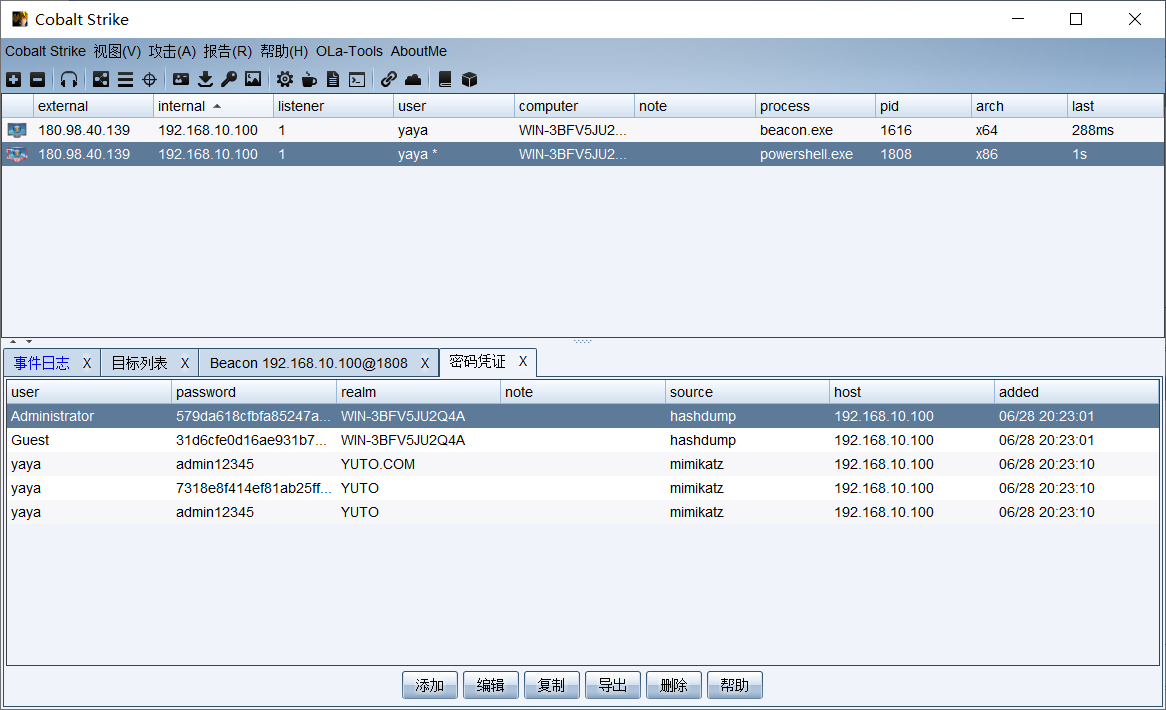 Cobalt Strike
Cobalt Strike 视图(V) 攻击(A) 报告(R) 帮助(H) OLa-Tools AboutMe
external internal listener user computer note process pid arch last
180.98.40.139 192.168.10.100 1 yaya WIN-3BFV5JU2... beacon.exe 1616 x64 288ms
180.98.40.139 192.168.10.100 1 yaya * WIN-3BFV5JU2... powershell.exe 1808 x86 1s
事件日志 X 目标列表 X Beacon 192.168.10.100@1808 X 密码凭证 X
user password realm note source host added
Administrator 579da618cfbfa85247a... WIN-3BFV5JU2Q4A hashdump 192.168.10.100 06/28 20:23:01
Guest 31d6cfe0d16ae931b7... WIN-3BFV5JU2Q4A hashdump 192.168.10.100 06/28 20:23:01
yaya admin12345 YUTO.COM mimikatz 192.168.10.100 06/28 20:23:10
yaya 7318e8f414ef81ab25ff... YUTO mimikatz 192.168.10.100 06/28 20:23:10
yaya admin12345 YUTO mimikatz 192.168.10.100 06/28 20:23:10
添加 编辑 复制 导出 删除 帮助